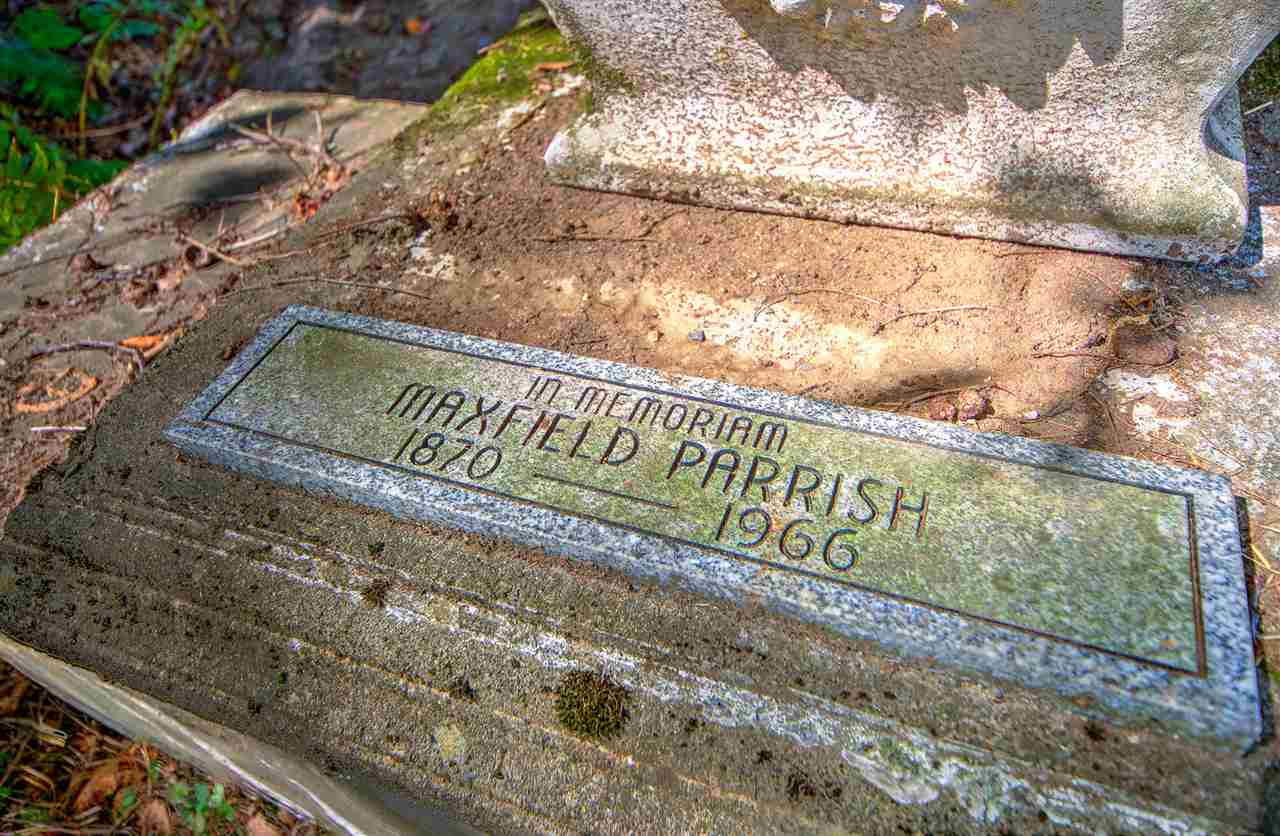 IN MEMORIAM
MAXFIELD PARRISH
1870 — 1966